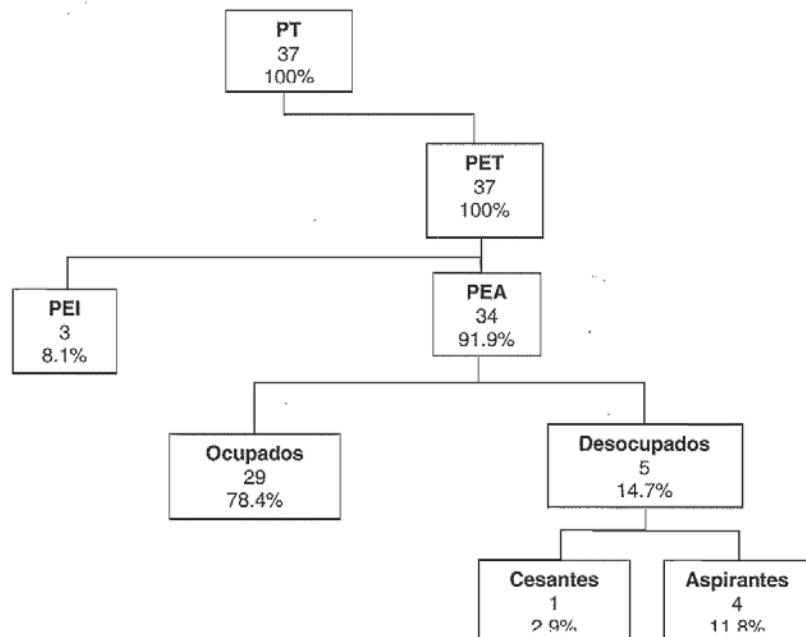 PT
37
100%
PET
37
100%
PEI
3
8.1%
PEA
34
91.9%
Ocupados
29
78.4%
Desocupados
5
14.7%
Cesantes
1
2.9%
Aspirantes
4
11.8%